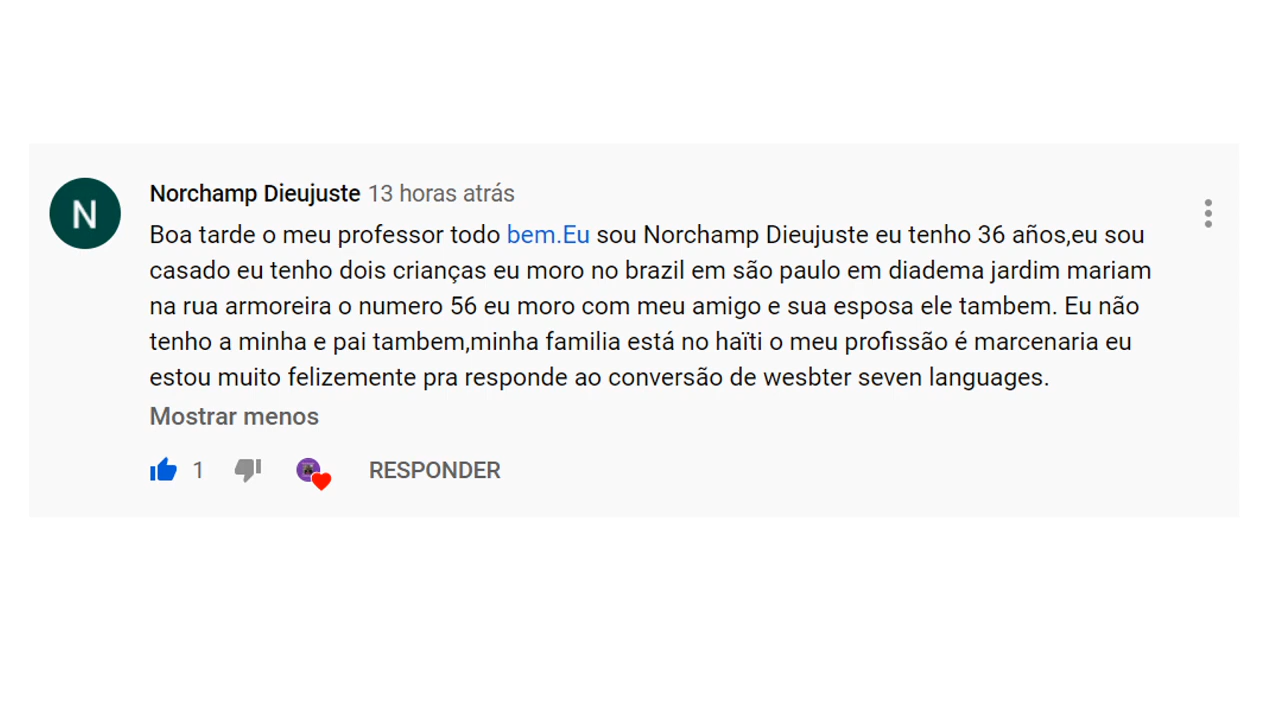 N
Norchamp Dieujuste 13 horas atrás
Boa tarde o meu professor todo bem.Eu sou Norchamp Dieujuste eu tenho 36 años,eu sou
casado eu tenho dois crianças eu moro no brazil em são paulo em diadema jardim mariam
na rua armoreira o numero 56 eu moro com meu amigo e sua esposa ele tambem. Eu não
tenho a minha e pai tambem,minha familia está no haïti o meu profissão é marcenaria eu
estou muito felizemente pra responde ao conversão de wesbter seven languages.
Mostrar menos
1 RESPONDER